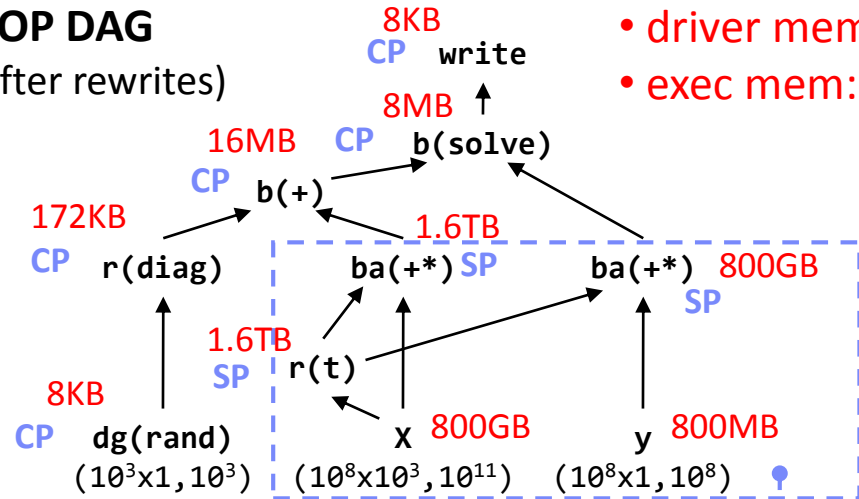 OP DAG
fter rewrites)
8KB
CP write
• driver mem
• exec mem:
8MB
CP b(solve)
16MB
CP b(+)
172KB
CP r(diag)
1.6TB
ba(+*) SP
ba(+*) 800GB
SP
1.6TB
SP r(t)
8KB
CP dg(rand)
X 800GB
y 800MB
(10³x1,10³) (10⁸x10³,10¹¹) (10⁸x1,10⁸)